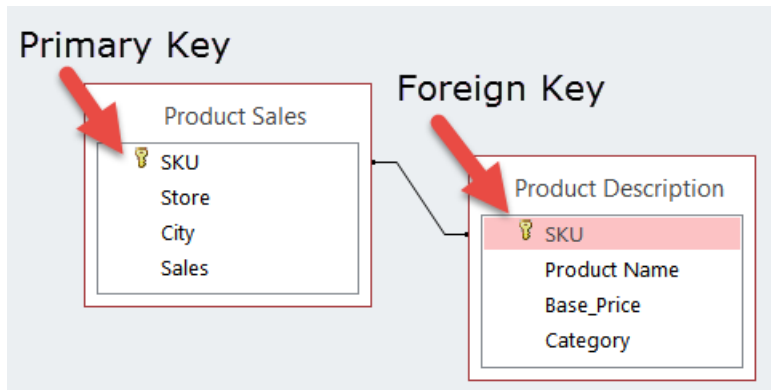 Primary Key
Product Sales
SKU
Store
City
Sales
Foreign Key
Product Description
SKU
Product Name
Base_Price
Category